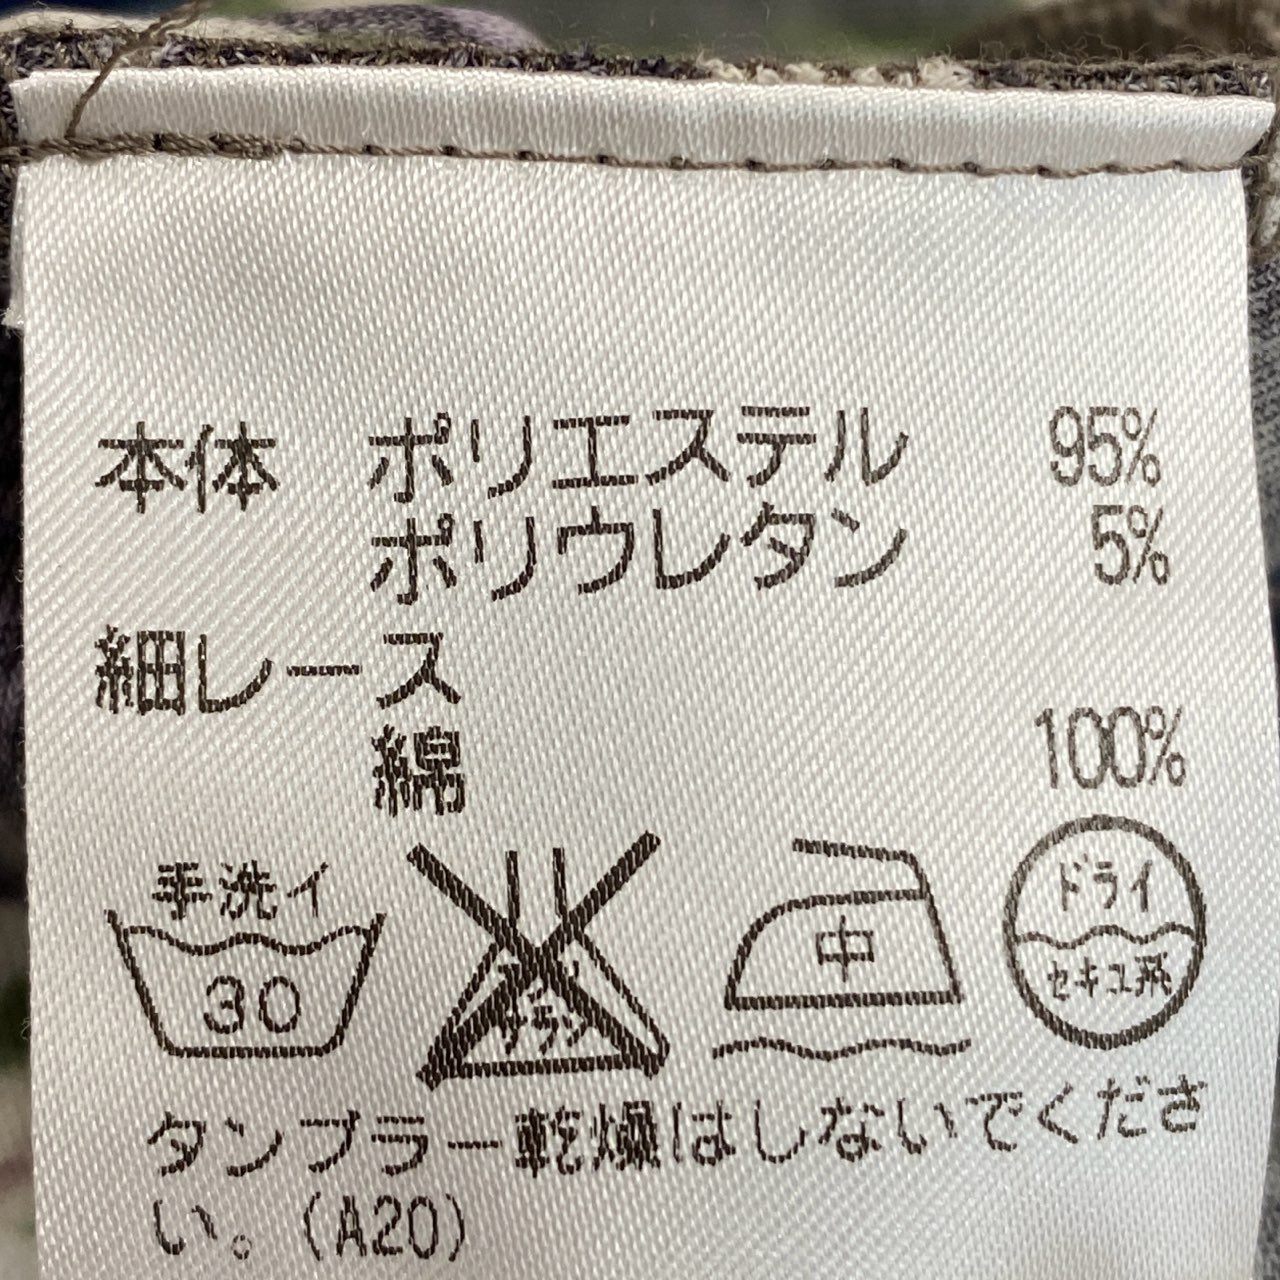 本体 ポリエステル 95%
ポリウレタン 5%
細レース
綿 100%
手洗イ
30
中
ドライ
セキユ系
タンブラー乾燥はしないでくださ
い。(A20)